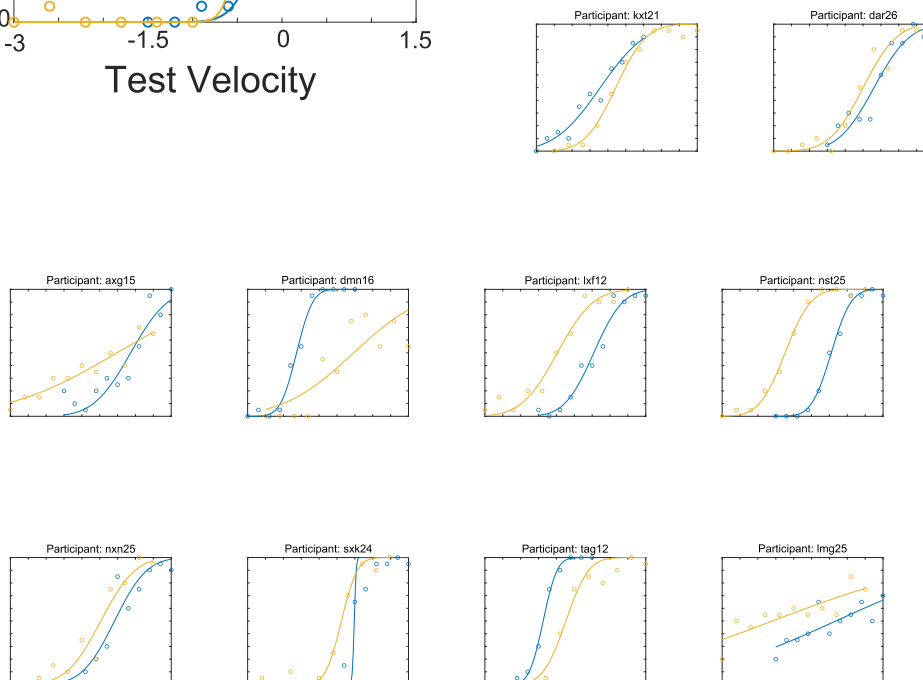 0
-3 -1.5 0 1.5
Test Velocity
Participant: kxt21
Participant: dar26
Participant: axg15
Participant: dmn16
Participant: lxf12
Participant: nst25
Participant: nxn25
Participant: sxk24
Participant: tag12
Participant: lmg25